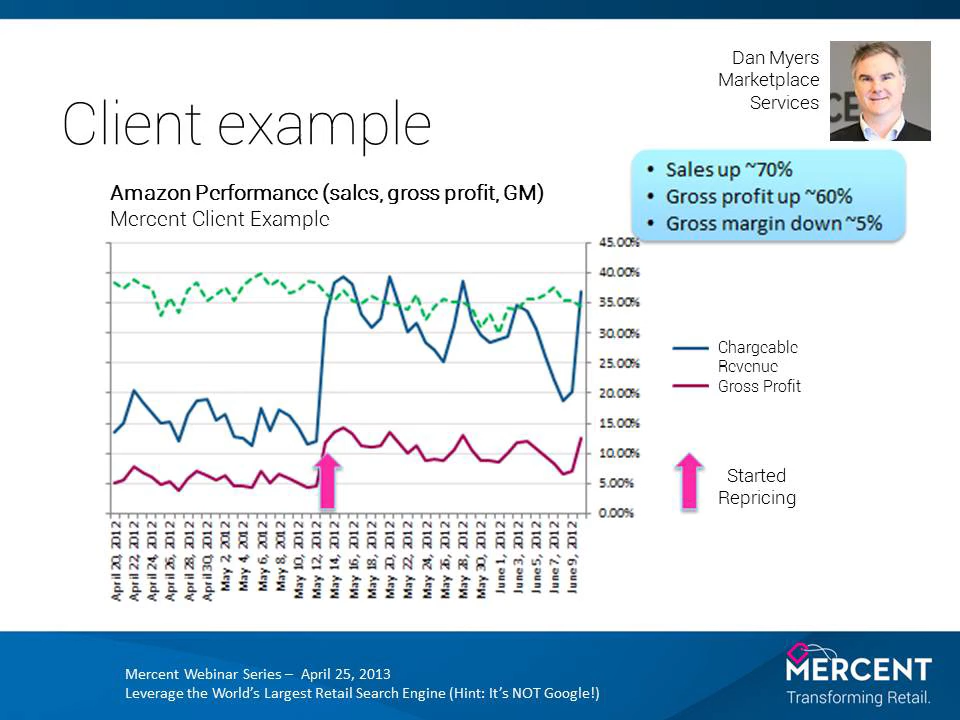 Dan Myers
Marketplace
Services
Client example
• Sales up ~70%
• Gross profit up ~60%
• Gross margin down ~5%
Amazon Performance (sales, gross profit, GM)
Mercent Client Example
45.00%
40.00%
35.00%
30.00%
25.00%
20.00%
15.00%
10.00%
5.00%
0.00%
Chargeable
Revenue
Gross Profit
Started
Repricing
April 20, 2012
April 22, 2012
April 24, 2012
April 26, 2012
April 28, 2012
April 30, 2012
May 2, 2012
May 4, 2012
May 6, 2012
May 8, 2012
May 10, 2012
May 12, 2012
May 14, 2012
May 16, 2012
May 18, 2012
May 20, 2012
May 22, 2012
May 24, 2012
May 26, 2012
May 28, 2012
May 30, 2012
June 1, 2012
June 3, 2012
June 5, 2012
June 7, 2012
June 9, 2012
Mercent Webinar Series – April 25, 2013
Leverage the World's Largest Retail Search Engine (Hint: It's NOT Google!)
MERCENT
Transforming Retail.